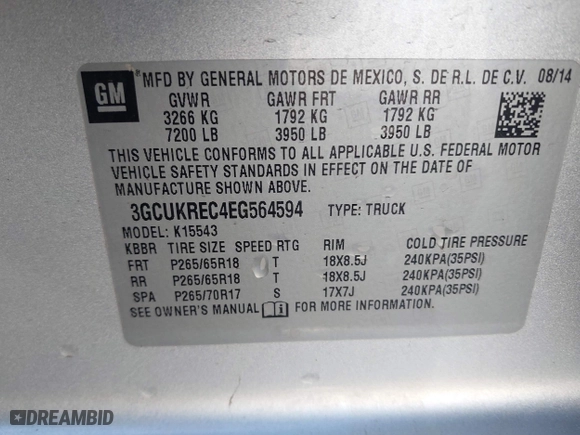 GM
MFD BY GENERAL MOTORS DE MEXICO, S. DE R.L. DE C.V. 08/14
GVWR GAWR FRT GAWR RR
3266 KG 1792 KG 1792 KG
7200 LB 3950 LB 3950 LB
THIS VEHICLE CONFORMS TO ALL APPLICABLE U.S. FEDERAL MOTOR
VEHICLE SAFETY STANDARDS IN EFFECT ON THE DATE OF
MANUFACTURE SHOWN ABOVE.
3GCUKREC4EG564594 TYPE: TRUCK
MODEL: K15543
KBBR TIRE SIZE SPEED RTG RIM COLD TIRE PRESSURE
FRT P265/65R18 T 18X8.5J 240KPA(35PSI)
RR P265/65R18 T 18X8.5J 240KPA(35PSI)
SPA P265/70R17 S 17X7J 240KPA(35PSI)
SEE OWNER'S MANUAL FOR MORE INFORMATION.
DREAMBID